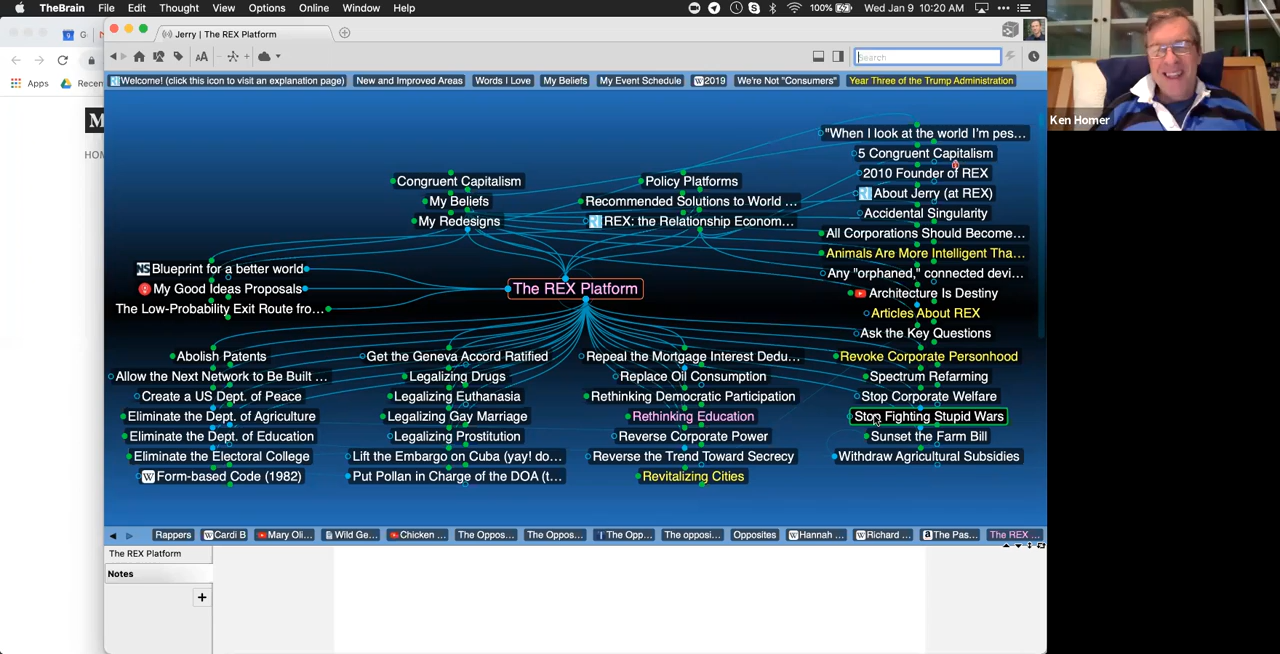 TheBrain File Edit Thought View Options Online Window Help 100% Wed Jan 9 10:20 AM
Jerry | The REX Platform
Search
Apps Recen
Welcome! (click this icon to visit an explanation page) New and Improved Areas Words I Love My Beliefs My Event Schedule 2019 We're Not "Consumers" Year Three of the Trump Administration
M
HOM
Ken Homer
"When I look at the world I'm pes...
5 Congruent Capitalism
2010 Founder of REX
About Jerry (at REX)
Accidental Singularity
All Corporations Should Become...
Animals Are More Intelligent Tha...
Any "orphaned," connected devi...
Architecture Is Destiny
Articles About REX
Ask the Key Questions
Congruent Capitalism
My Beliefs
My Redesigns
Policy Platforms
Recommended Solutions to World ...
REX: the Relationship Econom...
Blueprint for a better world
My Good Ideas Proposals
The Low-Probability Exit Route fro...
The REX Platform
Abolish Patents
Allow the Next Network to Be Built ...
Create a US Dept. of Peace
Eliminate the Dept. of Agriculture
Eliminate the Dept. of Education
Eliminate the Electoral College
Form-based Code (1982)
Get the Geneva Accord Ratified
Legalizing Drugs
Legalizing Euthanasia
Legalizing Gay Marriage
Legalizing Prostitution
Lift the Embargo on Cuba (yay! do...
Put Pollan in Charge of the DOA (t...
Repeal the Mortgage Interest Dedu...
Replace Oil Consumption
Rethinking Democratic Participation
Rethinking Education
Reverse Corporate Power
Reverse the Trend Toward Secrecy
Revitalizing Cities
Revoke Corporate Personhood
Spectrum Refarming
Stop Corporate Welfare
Stop Fighting Stupid Wars
Sunset the Farm Bill
Withdraw Agricultural Subsidies
Rappers Cardi B Mary Oli... Wild Ge... Chicken ... The Oppos... The Oppos... The Opp... The opposi... Opposites Hannah ... Richard ... The Pas... The REX ...
The REX Platform
Notes